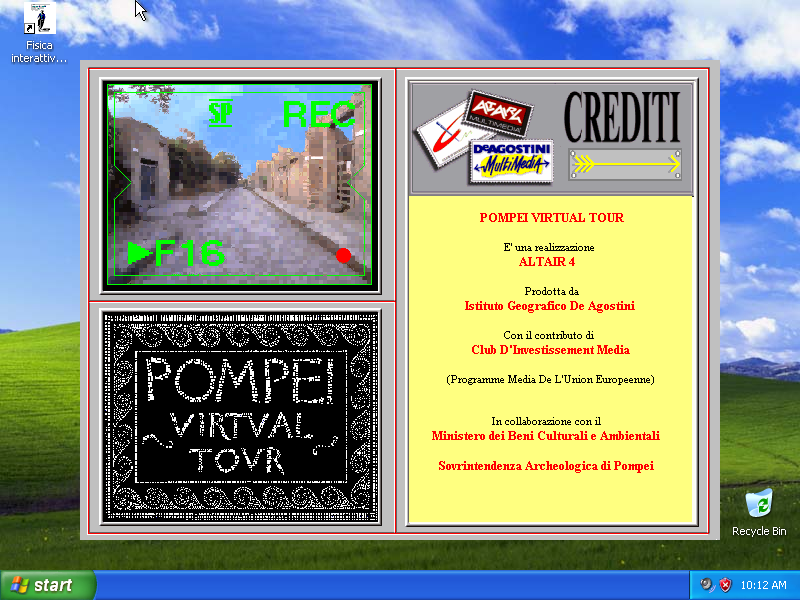 Fisica
interattiv...
SP
REC
▶F16
ALTAIR
MULTIMEDIA
DeAGOSTINI
MultiMediA
CREDITI
POMPEI VIRTUAL TOUR
E' una realizzazione
ALTAIR 4
Prodotta da
Istituto Geografico De Agostini
Con il contributo di
Club D'Investissement Media
(Programme Media De L'Union Europeenne)
In collaborazione con il
Ministero dei Beni Culturali e Ambientali
Sovrintendenza Archeologica di Pompei
POMPEI
VIRTVAL
TOVR
Recycle Bin
start
10:12 AM